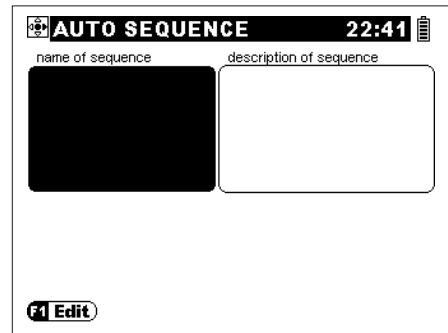 AUTO SEQUENCE 22:41
name of sequence description of sequence
F1 Edit